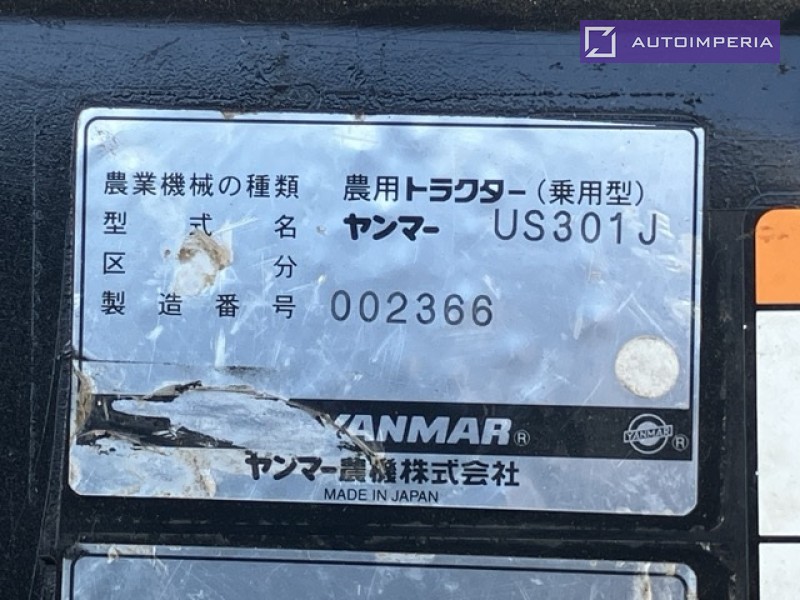 AUTOIMPERIA
農業機械の種類 農用トラクター(乗用型)
型式名 ヤンマー US301J
区分
製造番号 002366
YANMAR®
YANMAR ®
ヤンマー農機株式会社
MADE IN JAPAN